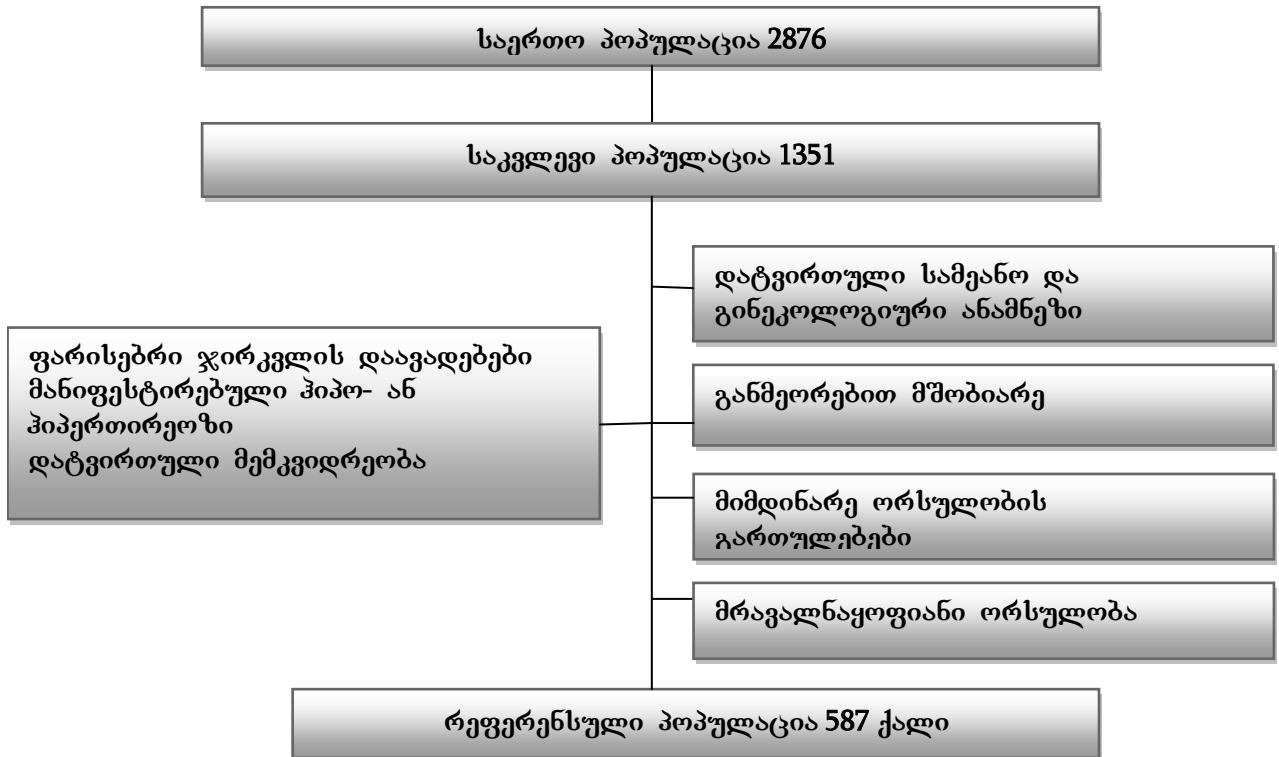 საერთო პოპულაცია 2876
საკვლევი პოპულაცია 1351
დატვირთული სამეანო და
გინეკოლოგიური ანამნეზი
ფარისებრი ჯირკვლის დაავადებები
მანიფესტირებული ჰიპო- ან
ჰიპერთირეოზი
დატვირთული მემკვიდრეობა
განმეორებით მშობიარე
მიმდინარე ორსულობის
გართულებები
მრავალნაყოფიანი ორსულობა
რეფერენსული პოპულაცია 587 ქალი